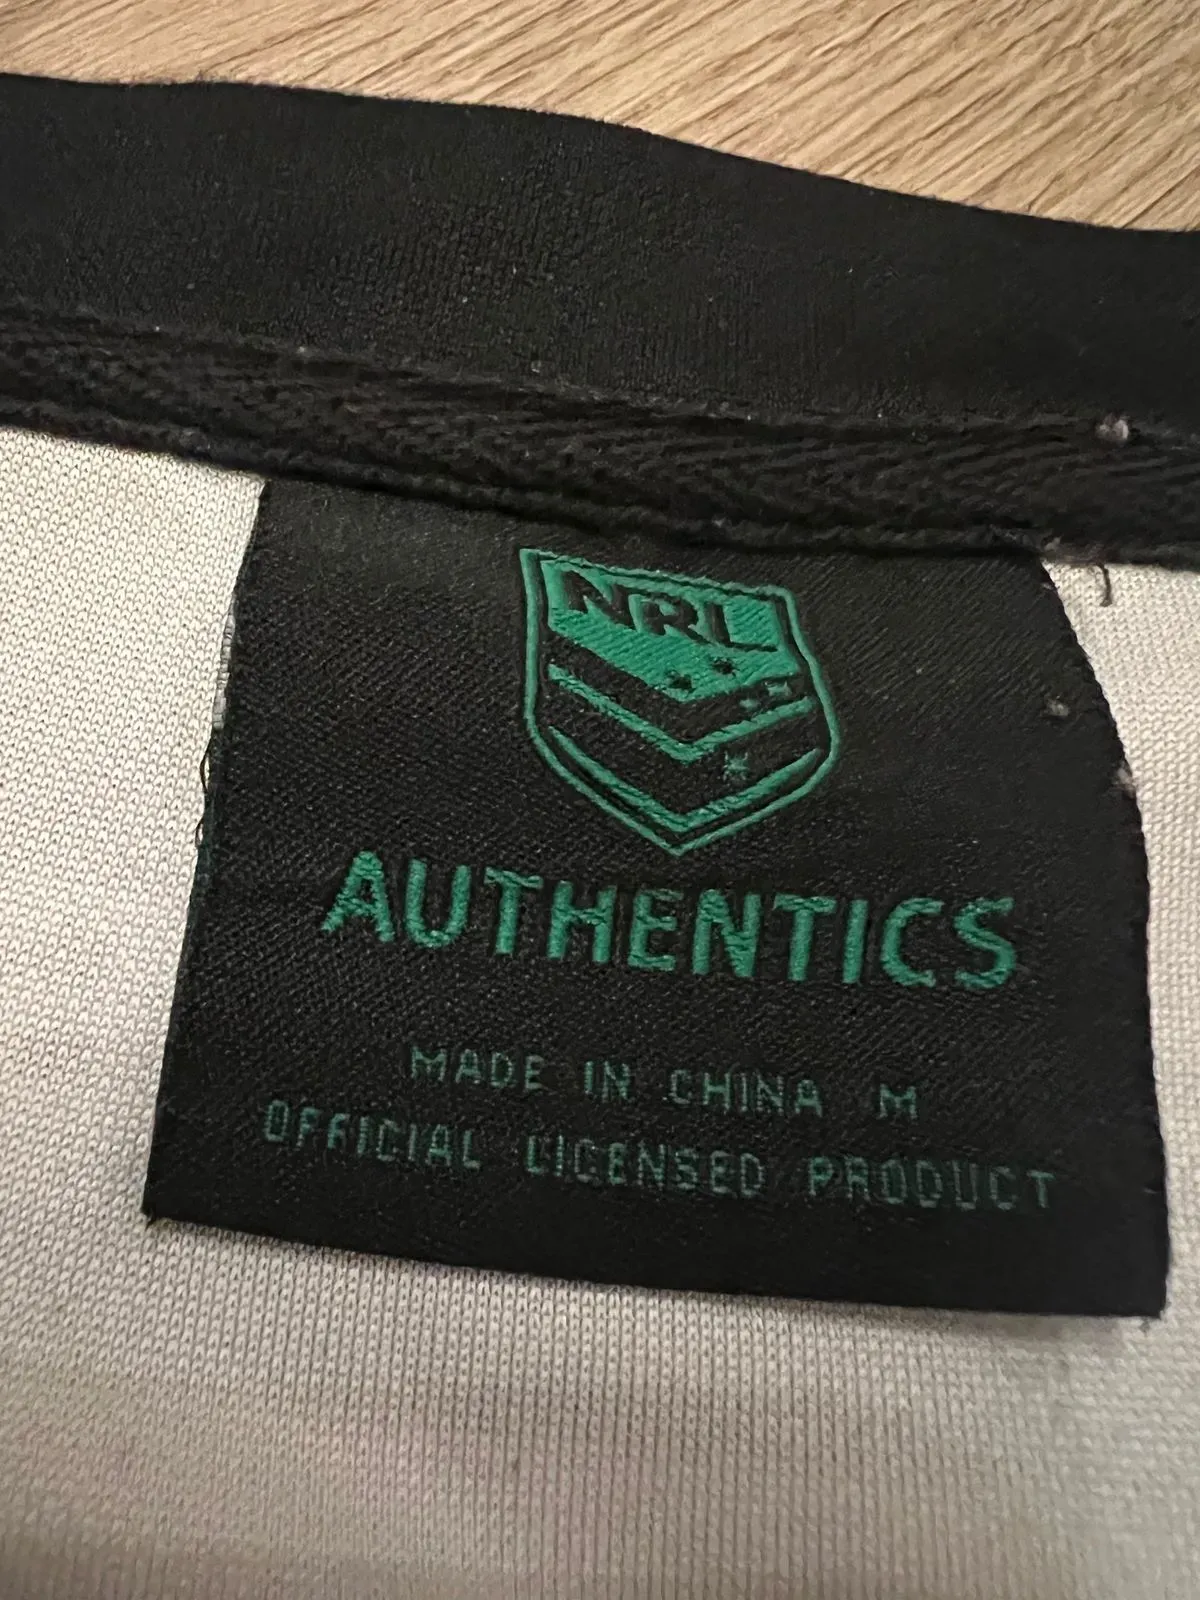 NRL
AUTHENTICS
MADE IN CHINA M
OFFICIAL LICENSED PRODUCT